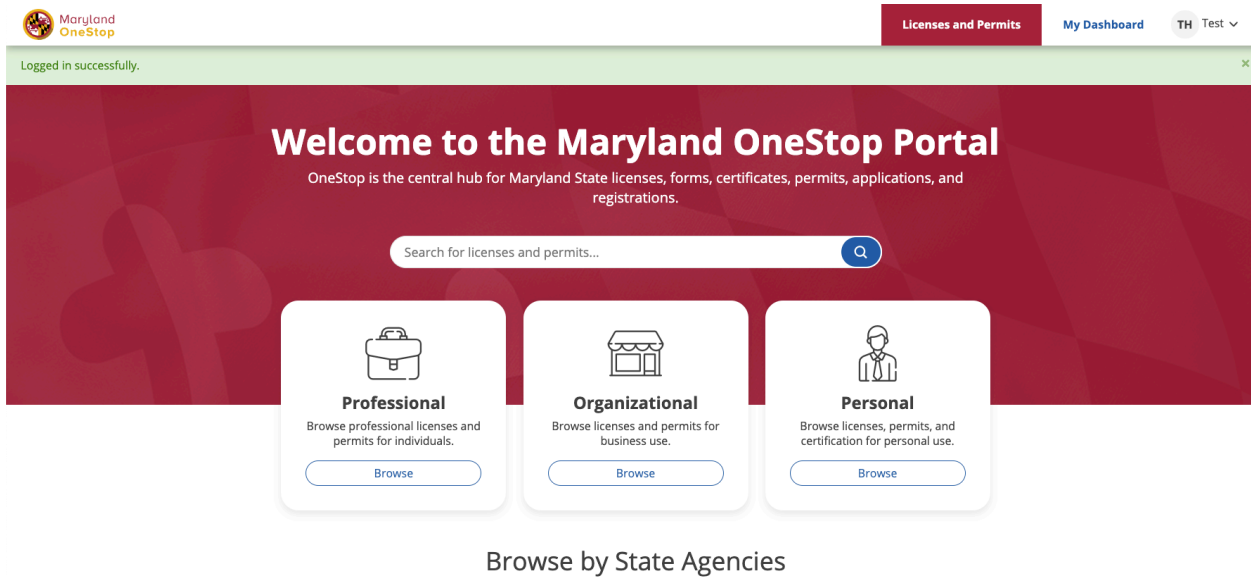 Maryland
OneStop
Licenses and Permits
My Dashboard
TH Test
Logged in successfully.
×
Welcome to the Maryland OneStop Portal
OneStop is the central hub for Maryland State licenses, forms, certificates, permits, applications, and
registrations.
Search for licenses and permits...
Professional
Browse professional licenses and
permits for individuals.
Browse
Organizational
Browse licenses and permits for
business use.
Browse
Personal
Browse licenses, permits, and
certification for personal use.
Browse
Browse by State Agencies